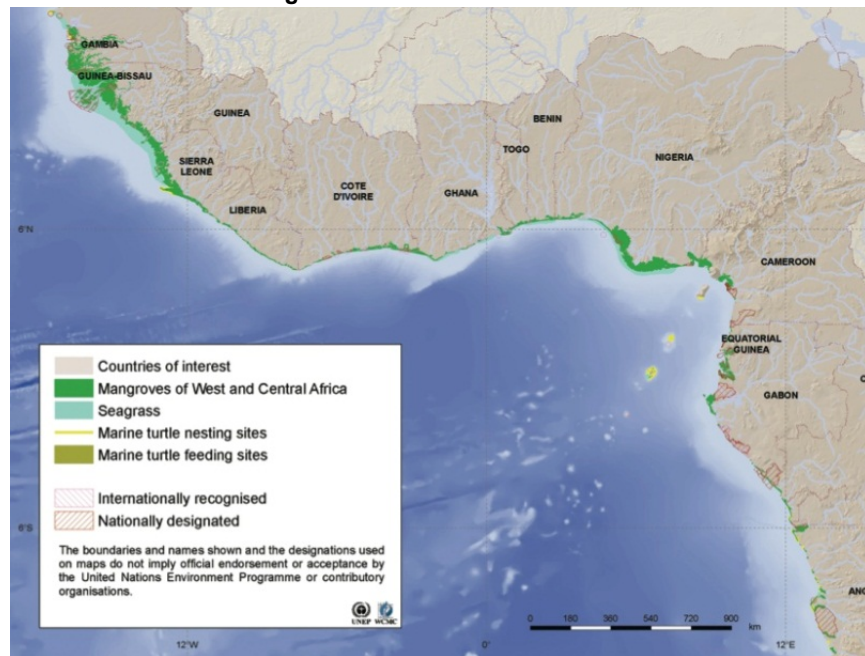 GAMBIA
GUINEA-BISSAU
GUINEA
SIERRA
LEONE
LIBERIA
COTE
D'IVOIRE
GHANA
TOGO
BENIN
NIGERIA
6°N
CAMEROON
EQUATORIAL
GUINEA
GABON
Countries of interest
Mangroves of West and Central Africa
Seagrass
Marine turtle nesting sites
Marine turtle feeding sites
Internationally recognised
Nationally designated
The boundaries and names shown and the designations used
on maps do not imply official endorsement or acceptance by
the United Nations Environment Programme or contributory
organisations.
UNEP WCMC
6°S
ANG
0 180 360 540 720 900
km
12°W
0°
12°E